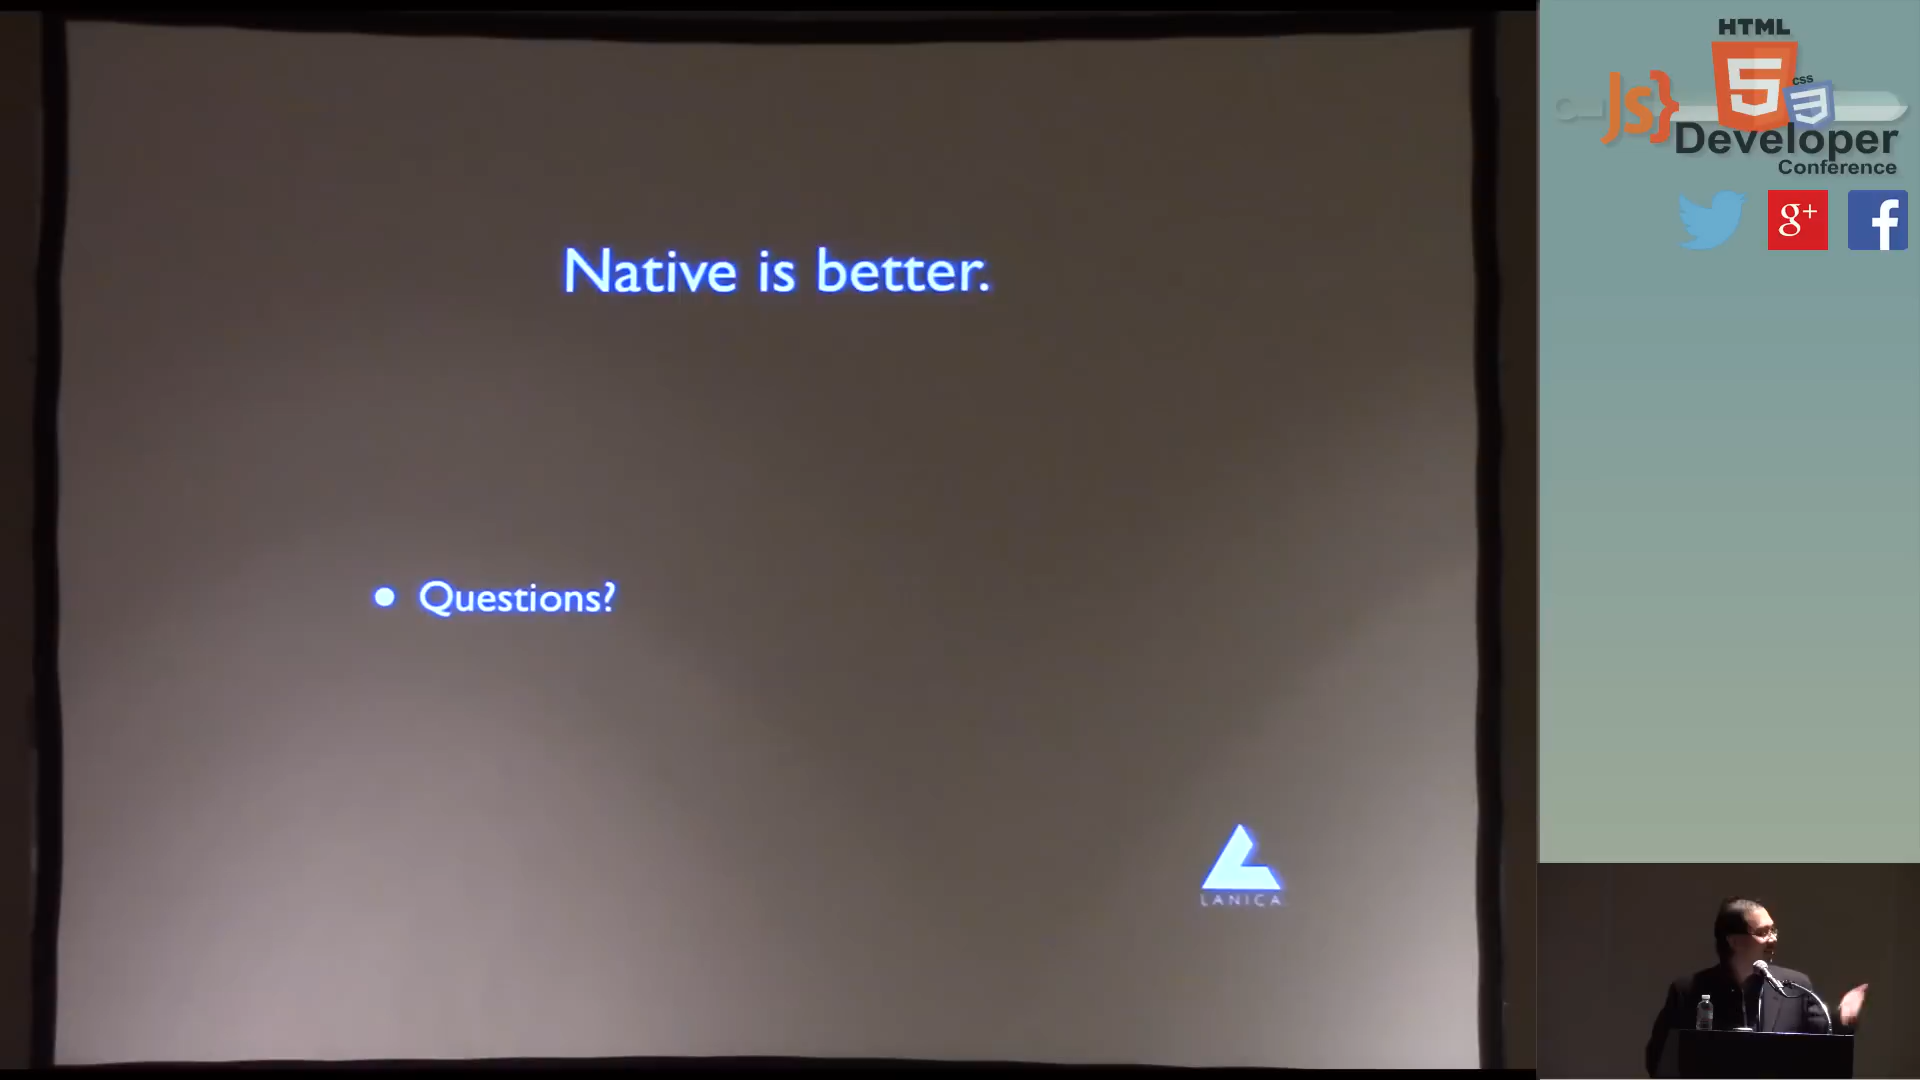 Native is better.
• Questions?
LANICA
HTML
5
JS}
CSS
3
Developer
Conference
g+
f